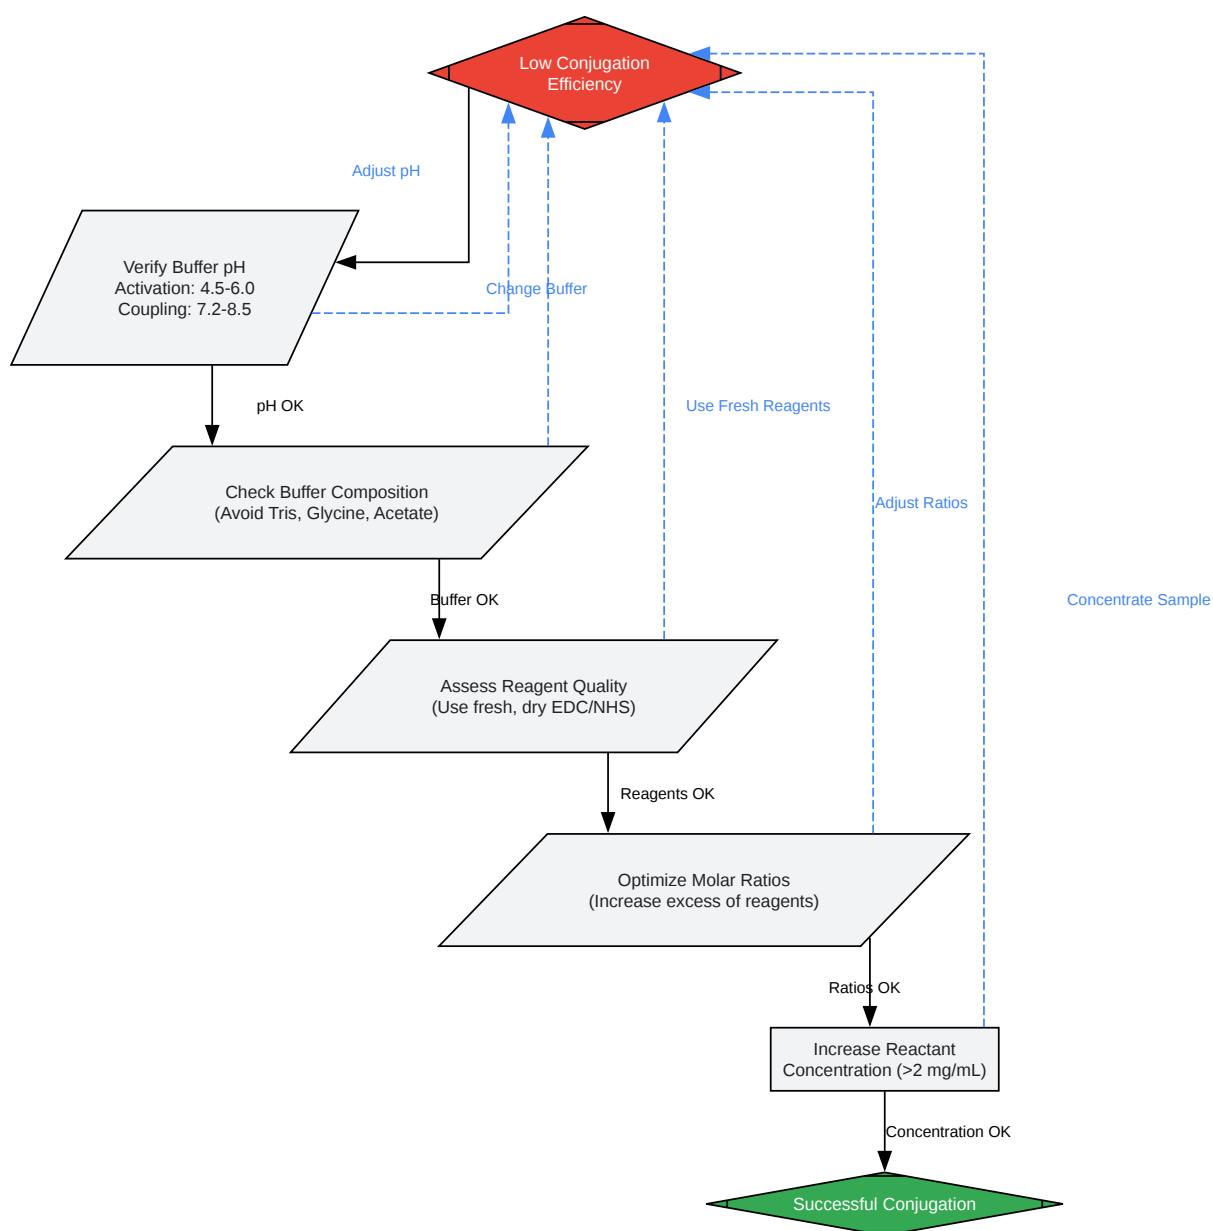 Low Conjugation
Efficiency
Adjust pH
Verify Buffer pH
Activation: 4.5-6.0
Coupling: 7.2-8.5
Change Buffer
pH OK
Use Fresh Reagents
Check Buffer Composition
(Avoid Tris, Glycine, Acetate)
Adjust Ratios
Buffer OK
Concentrate Sample
Assess Reagent Quality
(Use fresh, dry EDC/NHS)
Reagents OK
Optimize Molar Ratios
(Increase excess of reagents)
Ratios OK
Increase Reactant
Concentration (>2 mg/mL)
Concentration OK
Successful Conjugation